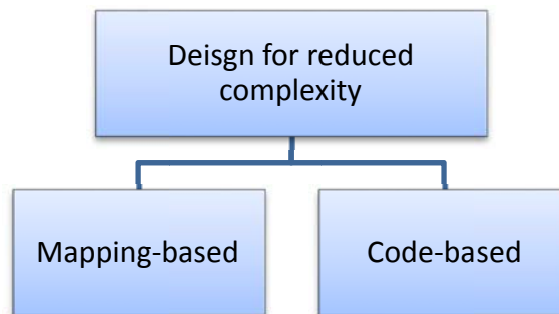 Deisgn for reduced
complexity
Mapping-based
Code-based